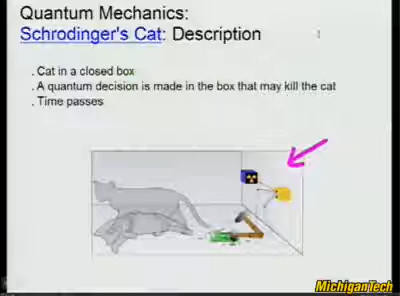 Quantum Mechanics:
Schrodinger's Cat: Description
. Cat in a closed box
. A quantum decision is made in the box that may kill the cat
. Time passes
MichiganTech